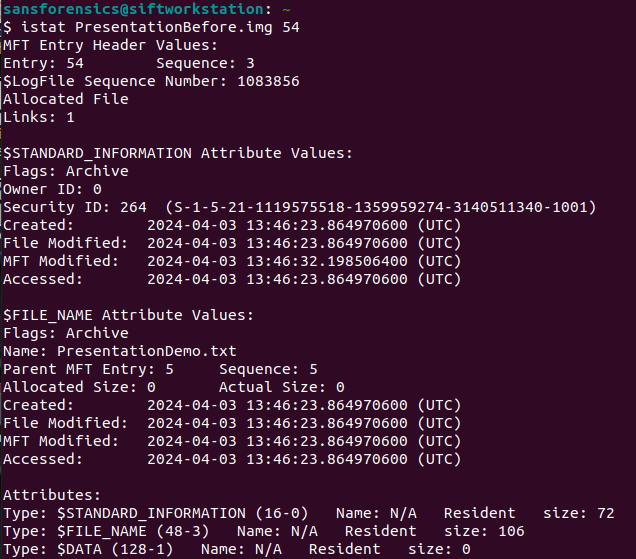 sansforensics@siftworkstation: ~
$ istat PresentationBefore.img 54
MFT Entry Header Values:
Entry: 54        Sequence: 3
$LogFile Sequence Number: 1083856
Allocated File
Links: 1

$STANDARD_INFORMATION Attribute Values:
Flags: Archive
Owner ID: 0
Security ID: 264  (S-1-5-21-1119575518-1359959274-3140511340-1001)
Created:        2024-04-03 13:46:23.864970600 (UTC)
File Modified:  2024-04-03 13:46:23.864970600 (UTC)
MFT Modified:   2024-04-03 13:46:32.198506400 (UTC)
Accessed:       2024-04-03 13:46:23.864970600 (UTC)

$FILE_NAME Attribute Values:
Flags: Archive
Name: PresentationDemo.txt
Parent MFT Entry: 5     Sequence: 5
Allocated Size: 0       Actual Size: 0
Created:        2024-04-03 13:46:23.864970600 (UTC)
File Modified:  2024-04-03 13:46:23.864970600 (UTC)
MFT Modified:   2024-04-03 13:46:23.864970600 (UTC)
Accessed:       2024-04-03 13:46:23.864970600 (UTC)

Attributes:
Type: $STANDARD_INFORMATION (16-0)   Name: N/A   Resident   size: 72
Type: $FILE_NAME (48-3)   Name: N/A   Resident   size: 106
Type: $DATA (128-1)   Name: N/A   Resident   size: 0